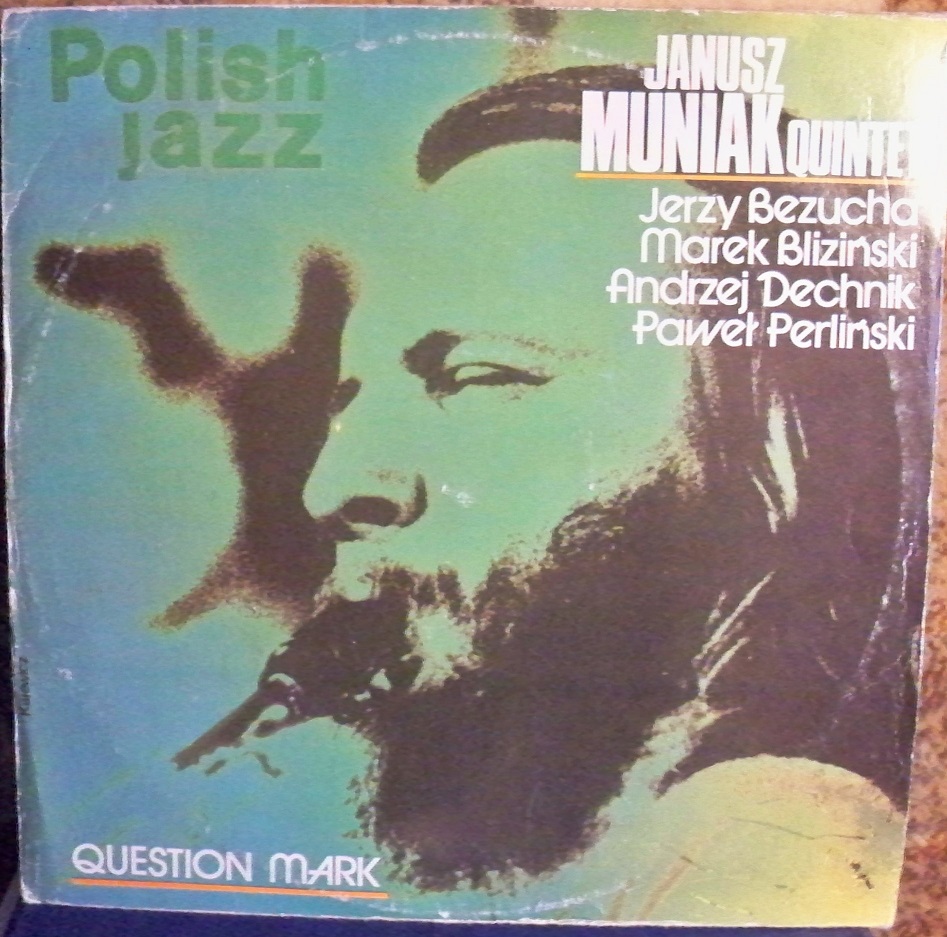 Polish
jazz
JANUSZ
MUNIAK QUINTET
Jerzy Bezucha
Marek Bliziński
Andrzej Dechnik
Paweł Perliński
QUESTION MARK